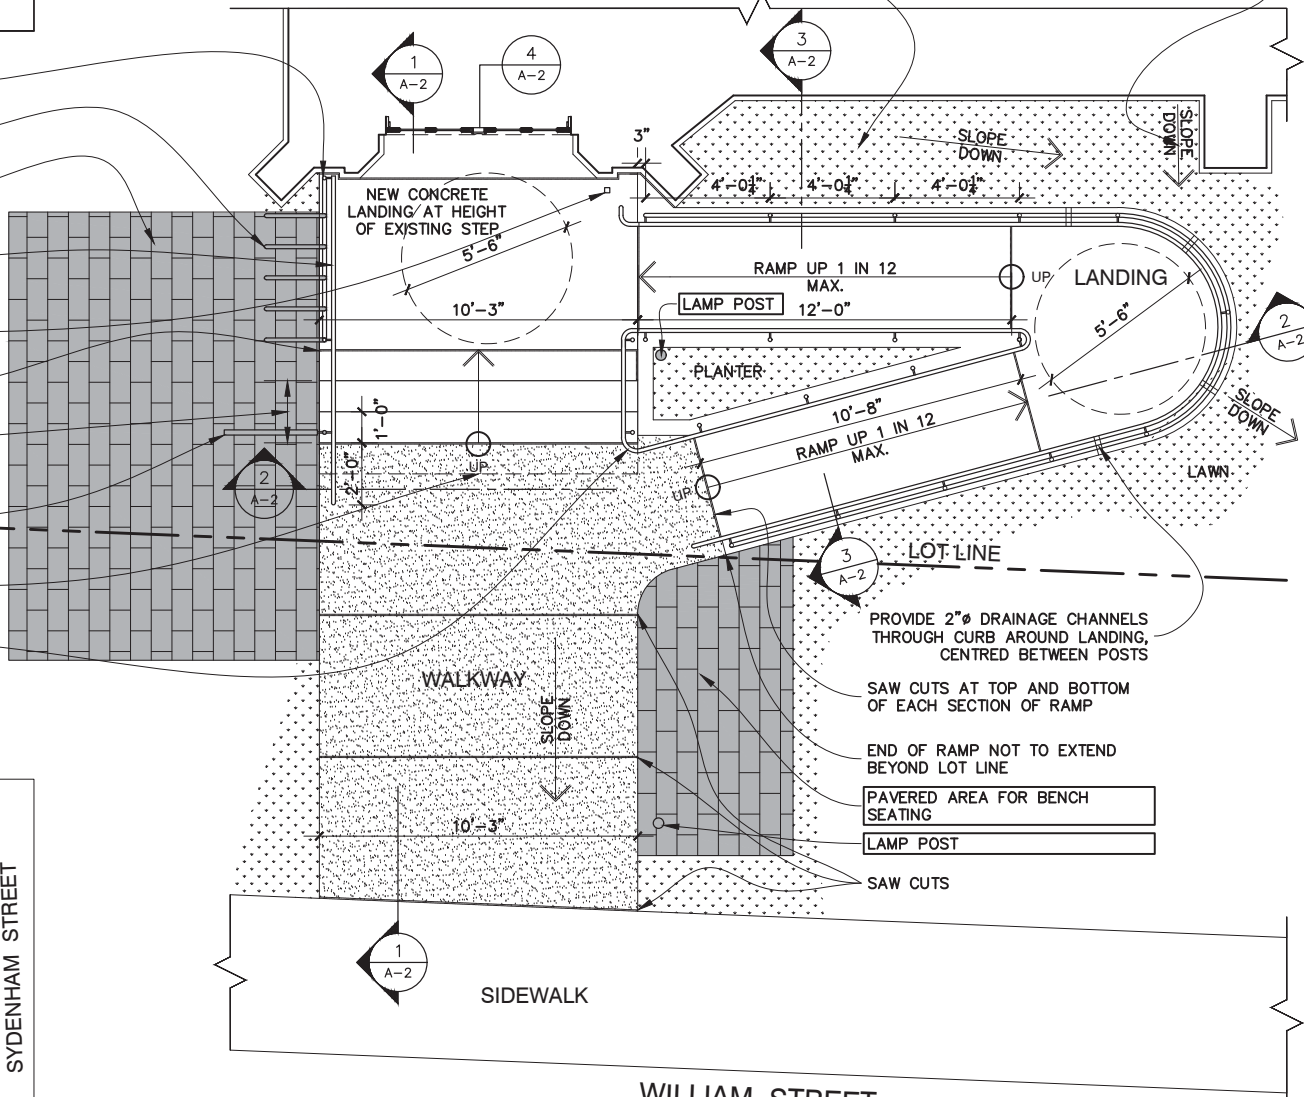 1
A-2
4
A-2
3
A-2
3"
SLOPE
DOWN
SLOPE
DOWN
4'-0½" 4'-0½" 4'-0½"
NEW CONCRETE
LANDING AT HEIGHT
OF EXISTING STEP
5'-6"
RAMP UP 1 IN 12
MAX.
UP
LANDING
LAMP POST
10'-3"
12'-0"
5'-6"
2
A-2
PLANTER
1'-0"
10'-8"
RAMP UP 1 IN 12
MAX.
SLOPE
DOWN
UP
2'-0"
2
A-2
UP
LAWN
LOT LINE
3
A-2
PROVIDE 2"ø DRAINAGE CHANNELS
THROUGH CURB AROUND LANDING,
CENTRED BETWEEN POSTS
WALKWAY
SLOPE
DOWN
SAW CUTS AT TOP AND BOTTOM
OF EACH SECTION OF RAMP
END OF RAMP NOT TO EXTEND
BEYOND LOT LINE
PAVERED AREA FOR BENCH
SEATING
10'-3"
LAMP POST
SAW CUTS
1
A-2
SIDEWALK
SYDENHAM STREET
WILLIAM STREET